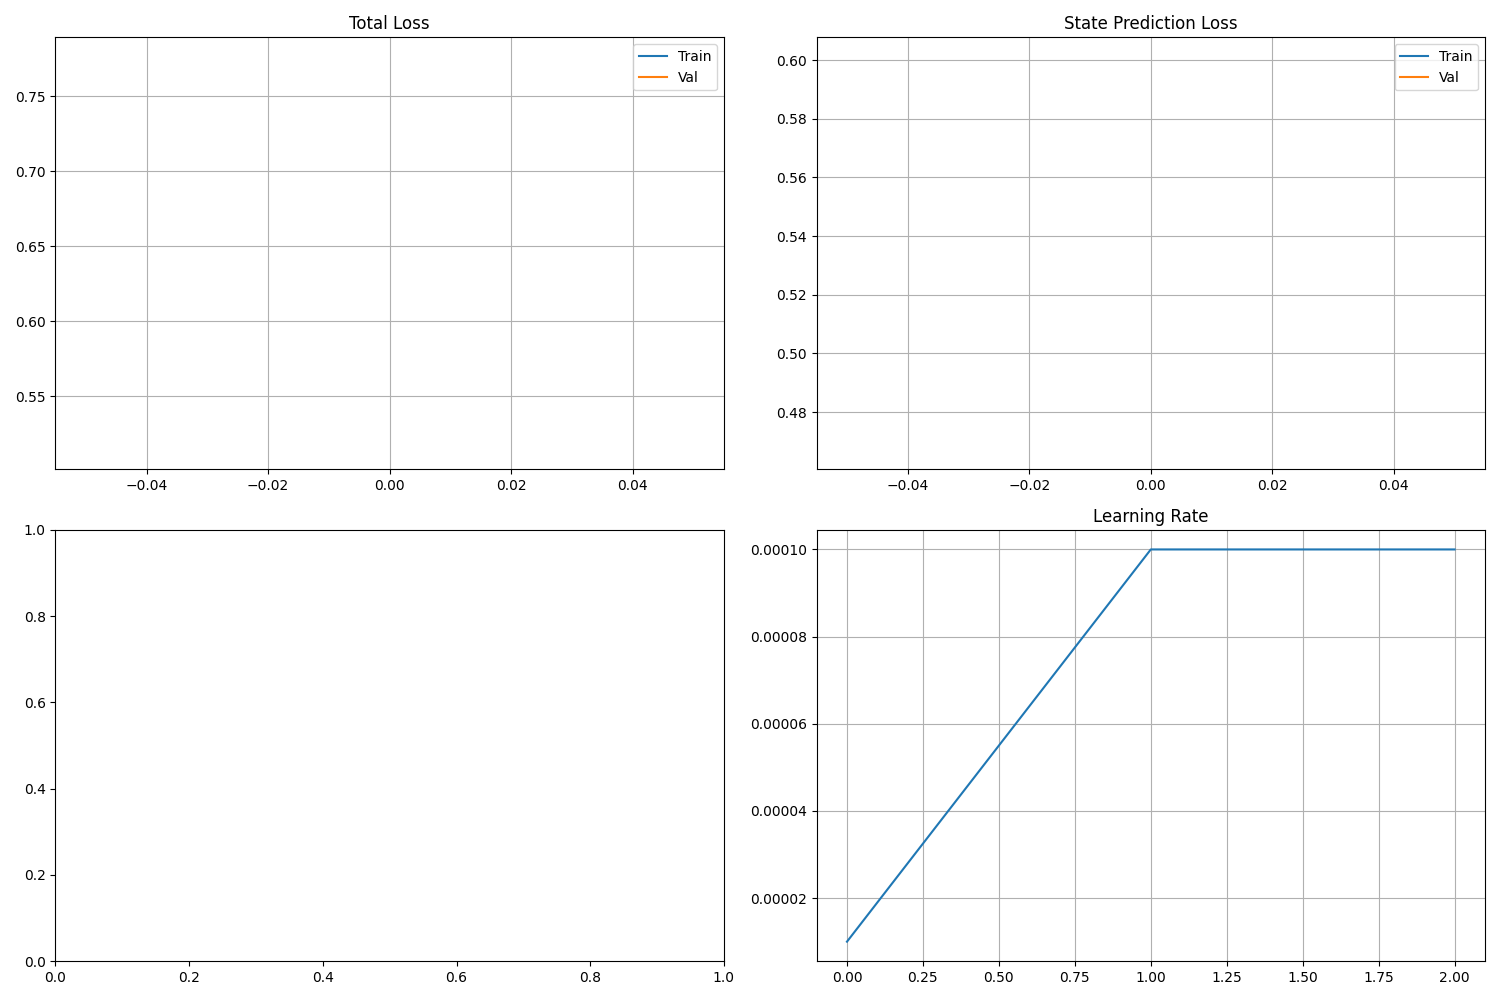 Total Loss
Train
Val
0.75
0.70
0.65
0.60
0.55
−0.04 −0.02 0.00 0.02 0.04
State Prediction Loss
Train
Val
0.60
0.58
0.56
0.54
0.52
0.50
0.48
−0.04 −0.02 0.00 0.02 0.04
1.0
0.8
0.6
0.4
0.2
0.0
0.0 0.2 0.4 0.6 0.8 1.0
Learning Rate
0.00010
0.00008
0.00006
0.00004
0.00002
0.00 0.25 0.50 0.75 1.00 1.25 1.50 1.75 2.00